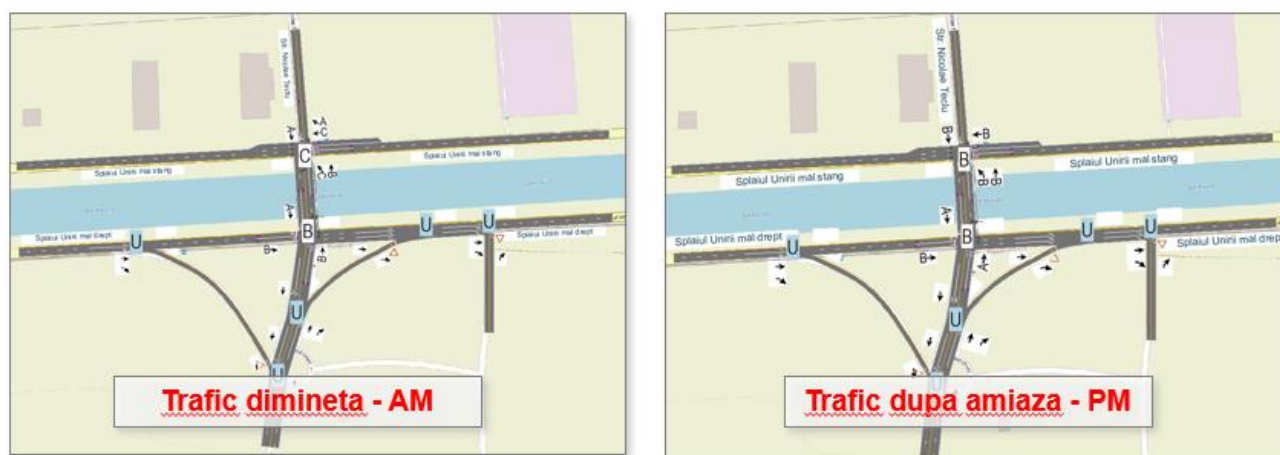 Str. Nicolae Teclu
A
A
C
C
Splaiul Unirii mal stang
Splaiul Unirii mal stang
C
B
A
B
U
U
U
Splaiul Unirii mal drept
Splaiul Unirii mal drept
B
B
U
U
Trafic dimineta - AM
Str. Nicolae Teclu
B
B
B
Splaiul Unirii mal stang
Splaiul Unirii mal stang
B
B
A
B
U
U
U
Splaiul Unirii mal drept
Splaiul Unirii mal drept
B
A
U
U
Trafic dupa amiaza - PM